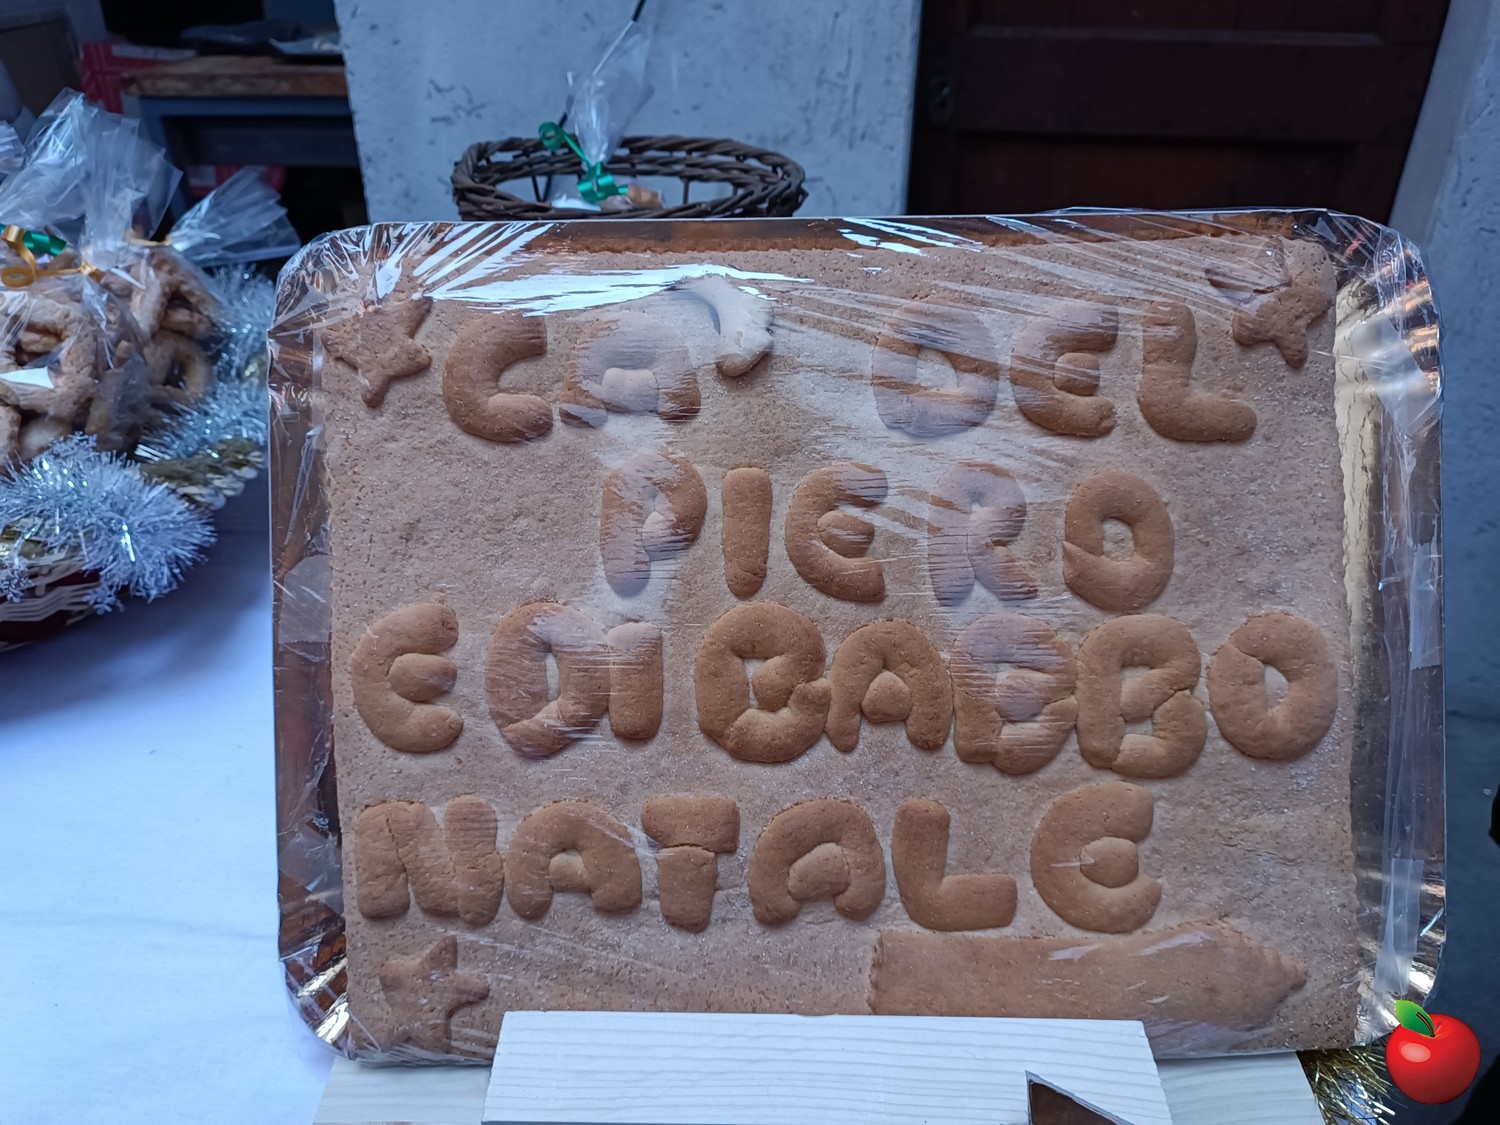 CA' DEL
PIERO
E DI BABBO
NATALE